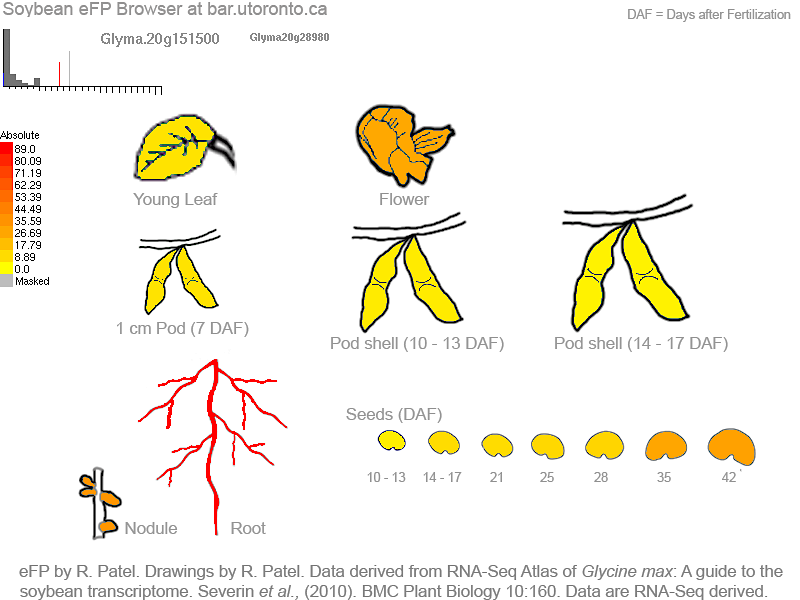 Soybean eFP Browser at bar.utoronto.ca
DAF = Days after Fertilization
Glyma.20g151500
Glyma20g28980
Absolute
89.0
80.09
71.19
62.29
53.39
44.49
35.59
26.69
17.79
8.89
0.0
Masked
Young Leaf
Flower
1 cm Pod (7 DAF)
Pod shell (10 - 13 DAF)
Pod shell (14 - 17 DAF)
Seeds (DAF)
10 - 13
14 - 17
21
25
28
35
42
Nodule
Root
eFP by R. Patel. Drawings by R. Patel. Data derived from RNA-Seq Atlas of Glycine max: A guide to the
soybean transcriptome. Severin et al., (2010). BMC Plant Biology 10:160. Data are RNA-Seq derived.